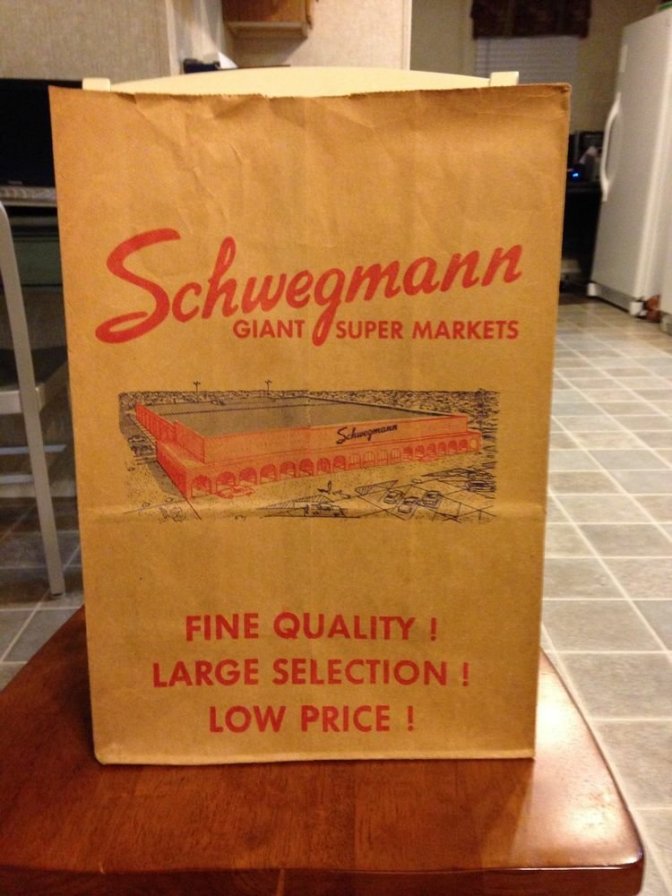 Schwegmann
GIANT SUPER MARKETS
Schwegmann
FINE QUALITY !
LARGE SELECTION !
LOW PRICE !